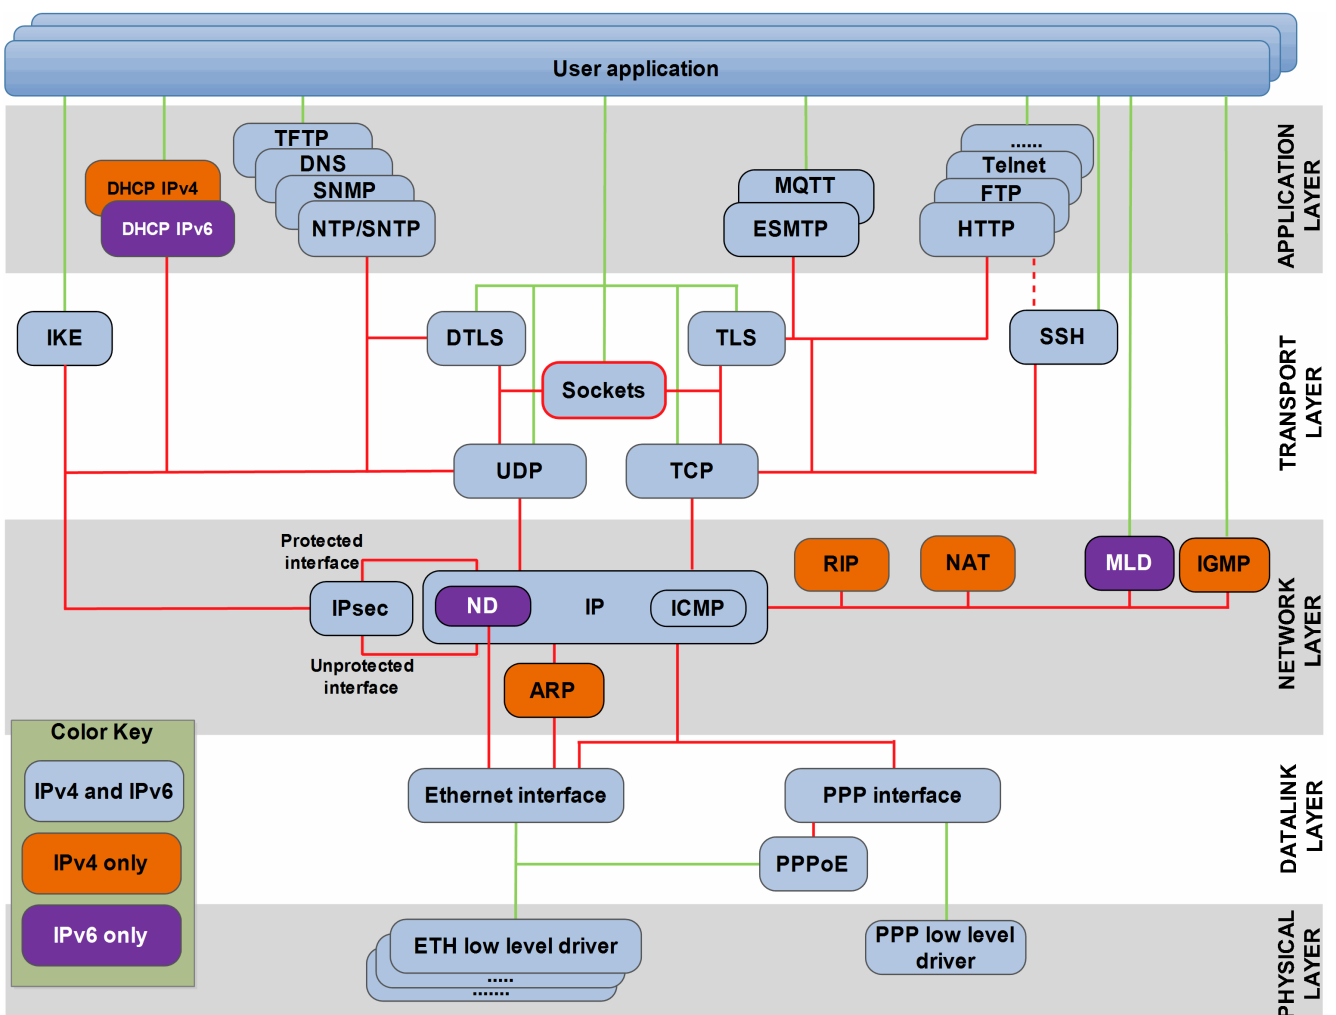 User application
TFTP
DNS
SNMP
NTP/SNTP
DHCP IPv4
DHCP IPv6
MQTT
ESMTP
......
Telnet
FTP
HTTP
APPLICATION
LAYER
IKE
DTLS
TLS
SSH
Sockets
UDP
TCP
TRANSPORT
LAYER
Protected
interface
IPsec
ND
IP
ICMP
RIP
NAT
MLD
IGMP
Unprotected
interface
ARP
NETWORK
LAYER
Color Key
IPv4 and IPv6
IPv4 only
IPv6 only
Ethernet interface
PPP interface
PPPoE
DATALINK
LAYER
ETH low level driver
.....
.......
PPP low level
driver
PHYSICAL
LAYER